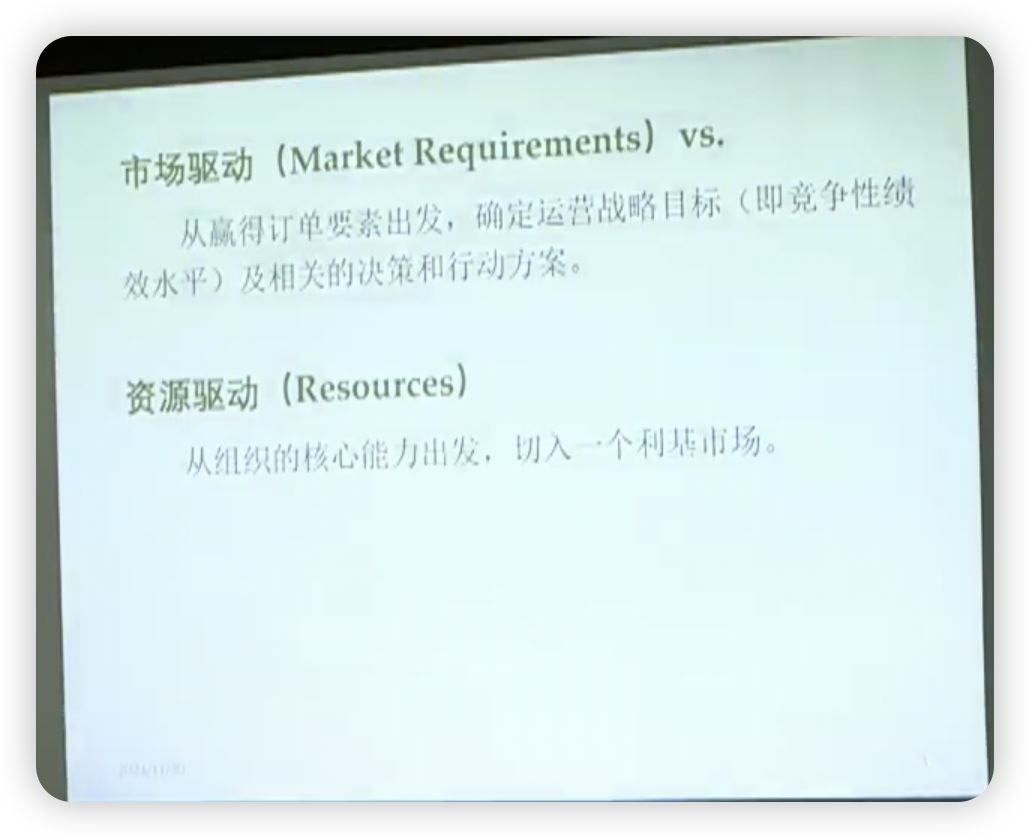 市场驱动（Market Requirements）vs.
从赢得订单要素出发，确定运营战略目标（即竞争性绩
效水平）及相关的决策和行动方案。
资源驱动（Resources）
从组织的核心能力出发，切入一个利基市场。